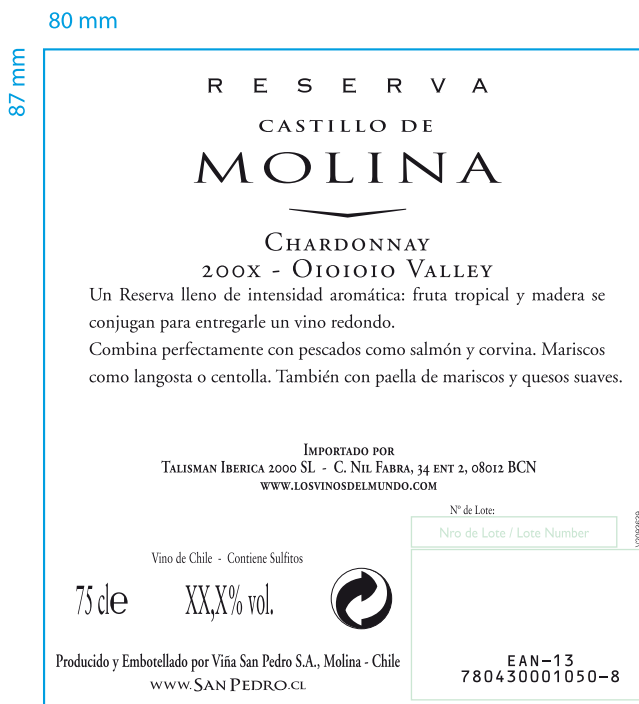 80 mm
87 mm
RESERVA
CASTILLO DE
MOLINA
CHARDONNAY
200X - OIOIOIO VALLEY
Un Reserva lleno de intensidad aromática: fruta tropical y madera se
conjugan para entregarle un vino redondo.
Combina perfectamente con pescados como salmón y corvina. Mariscos
como langosta o centolla. También con paella de mariscos y quesos suaves.
IMPORTADO POR
TALISMAN IBERICA 2000 SL - C. NIL FABRA, 34 ENT 2, 08012 BCN
WWW.LOSVINOSDELMUNDO.COM
N° de Lote:
Nro de Lote / Lote Number
Vino de Chile - Contiene Sulfitos
75 cl e XX,X% vol.
Producido y Embotellado por Viña San Pedro S.A., Molina - Chile
WWW.SAN PEDRO.CL
EAN-13
780430001050-8